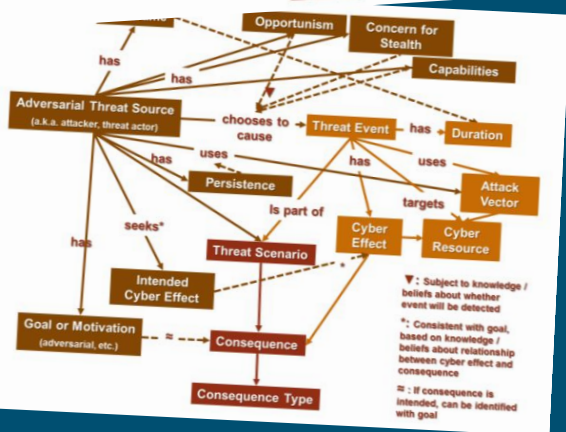 Opportunism
Concern for
Stealth
Capabilities
has
has
Adversarial Threat Source
(a.k.a. attacker, threat actor)
chooses to
cause
Threat Event
has
Duration
has
uses
has
uses
Persistence
Attack
Vector
targets
Is part of
seeks*
Cyber
Effect
Cyber
Resource
has
Threat Scenario
*
Intended
Cyber Effect
▼: Subject to knowledge /
beliefs about whether
event will be detected
Goal or Motivation
(adversarial, etc.)
≈
Consequence
*: Consistent with goal,
based on knowledge /
beliefs about relationship
between cyber effect and
consequence
Consequence Type
≈ : If consequence is
intended, can be identified
with goal